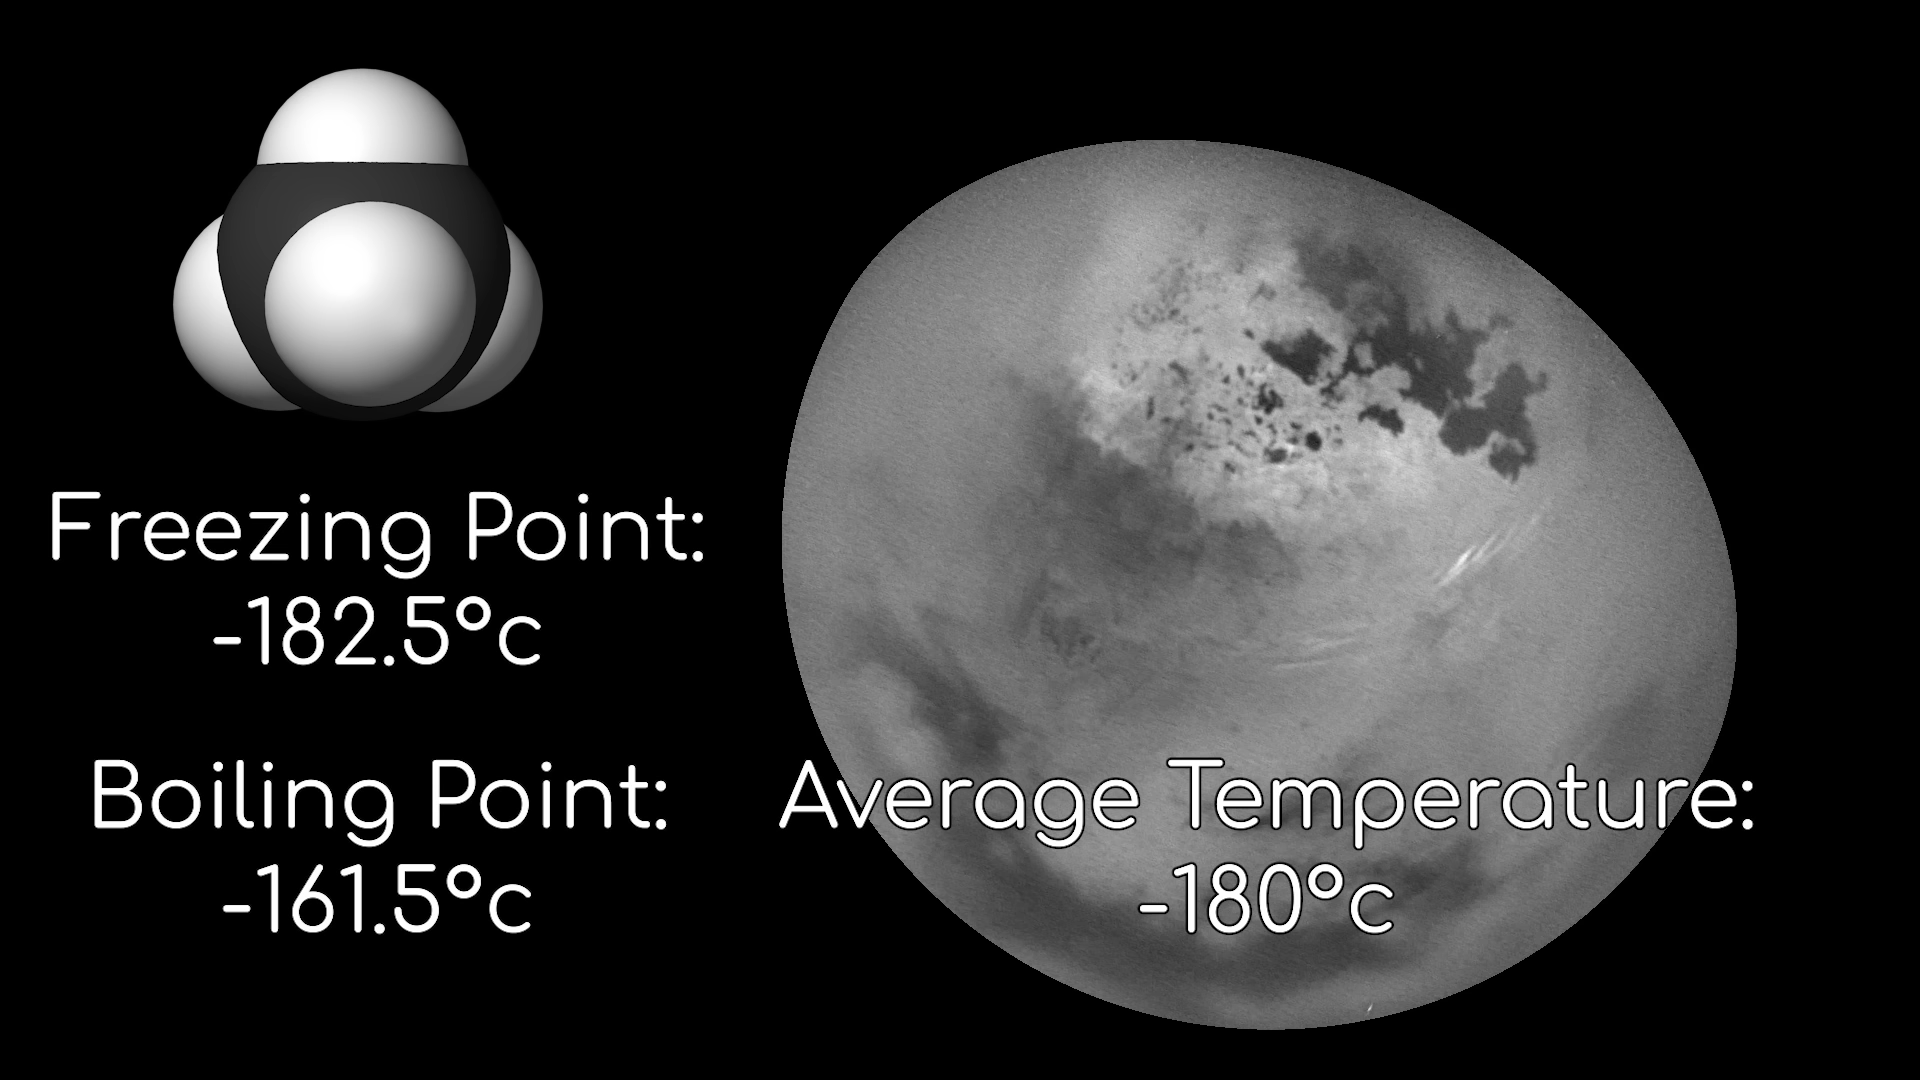 Freezing Point:
-182.5°c
Boiling Point:
-161.5°c
Average Temperature:
-180°c